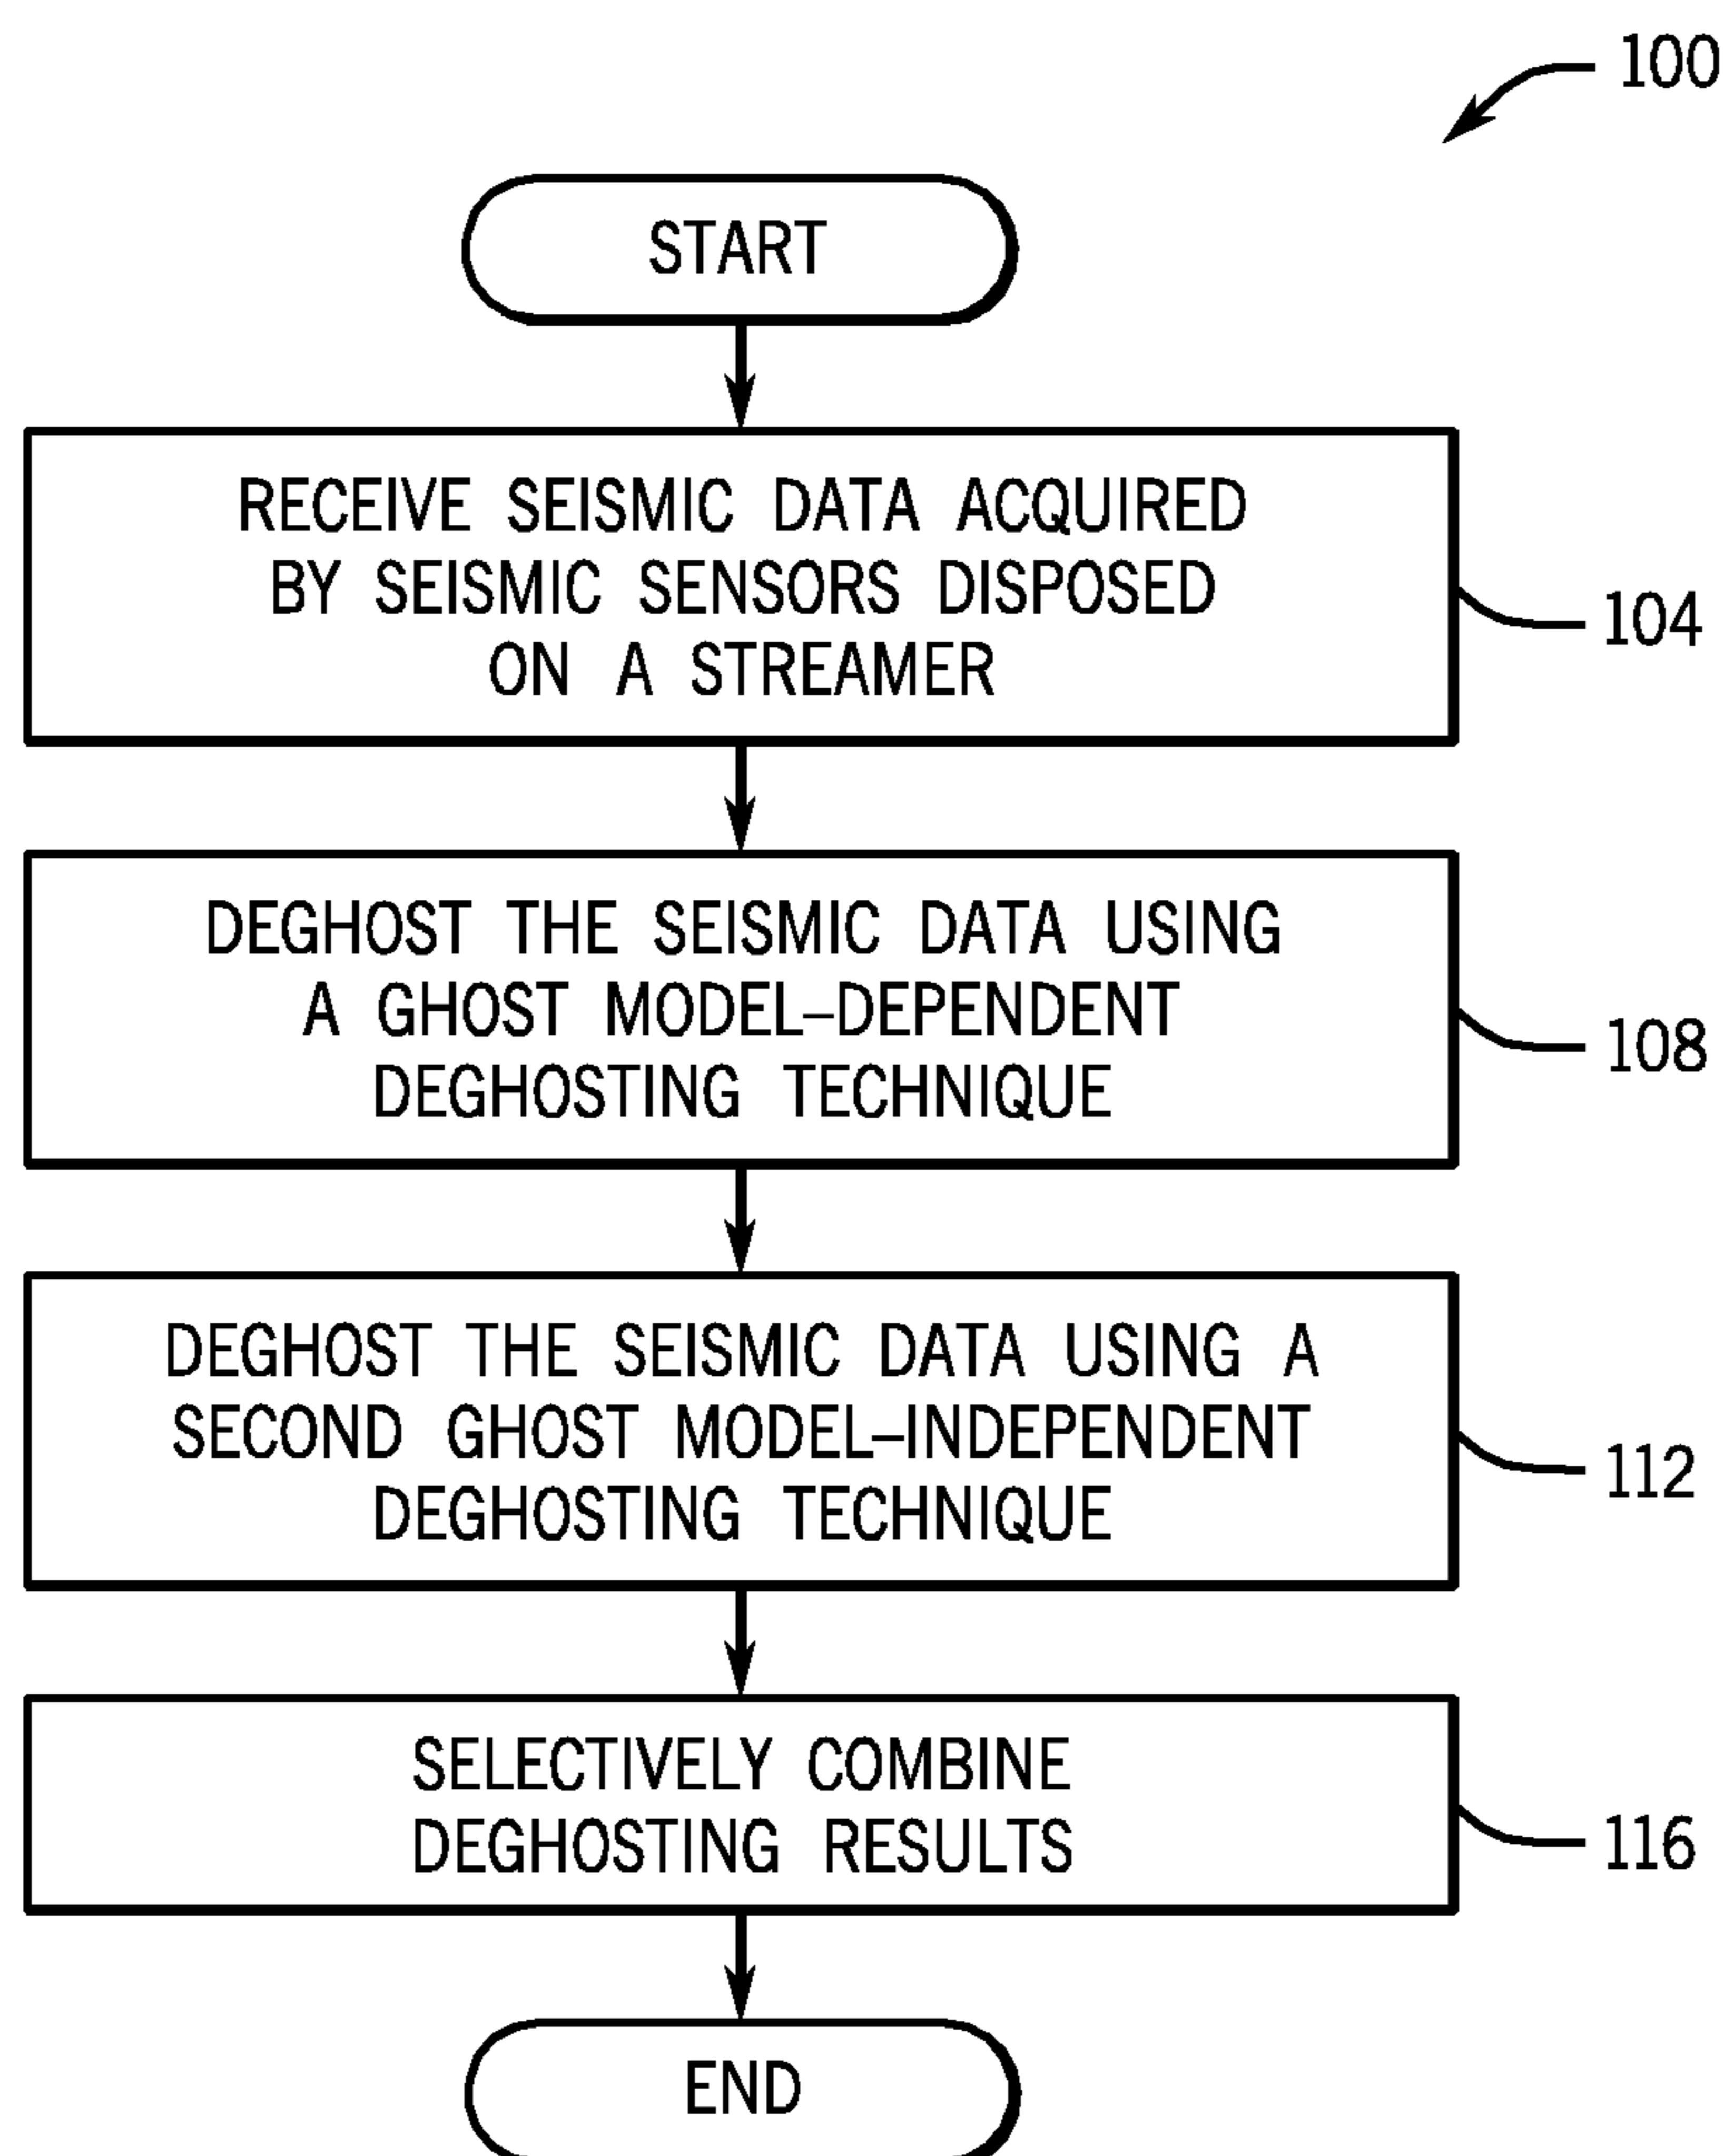 100
START
RECEIVE SEISMIC DATA ACQUIRED
BY SEISMIC SENSORS DISPOSED
ON A STREAMER
104
DEGHOST THE SEISMIC DATA USING
A GHOST MODEL–DEPENDENT
DEGHOSTING TECHNIQUE
108
DEGHOST THE SEISMIC DATA USING A
SECOND GHOST MODEL–INDEPENDENT
DEGHOSTING TECHNIQUE
112
SELECTIVELY COMBINE
DEGHOSTING RESULTS
116
END